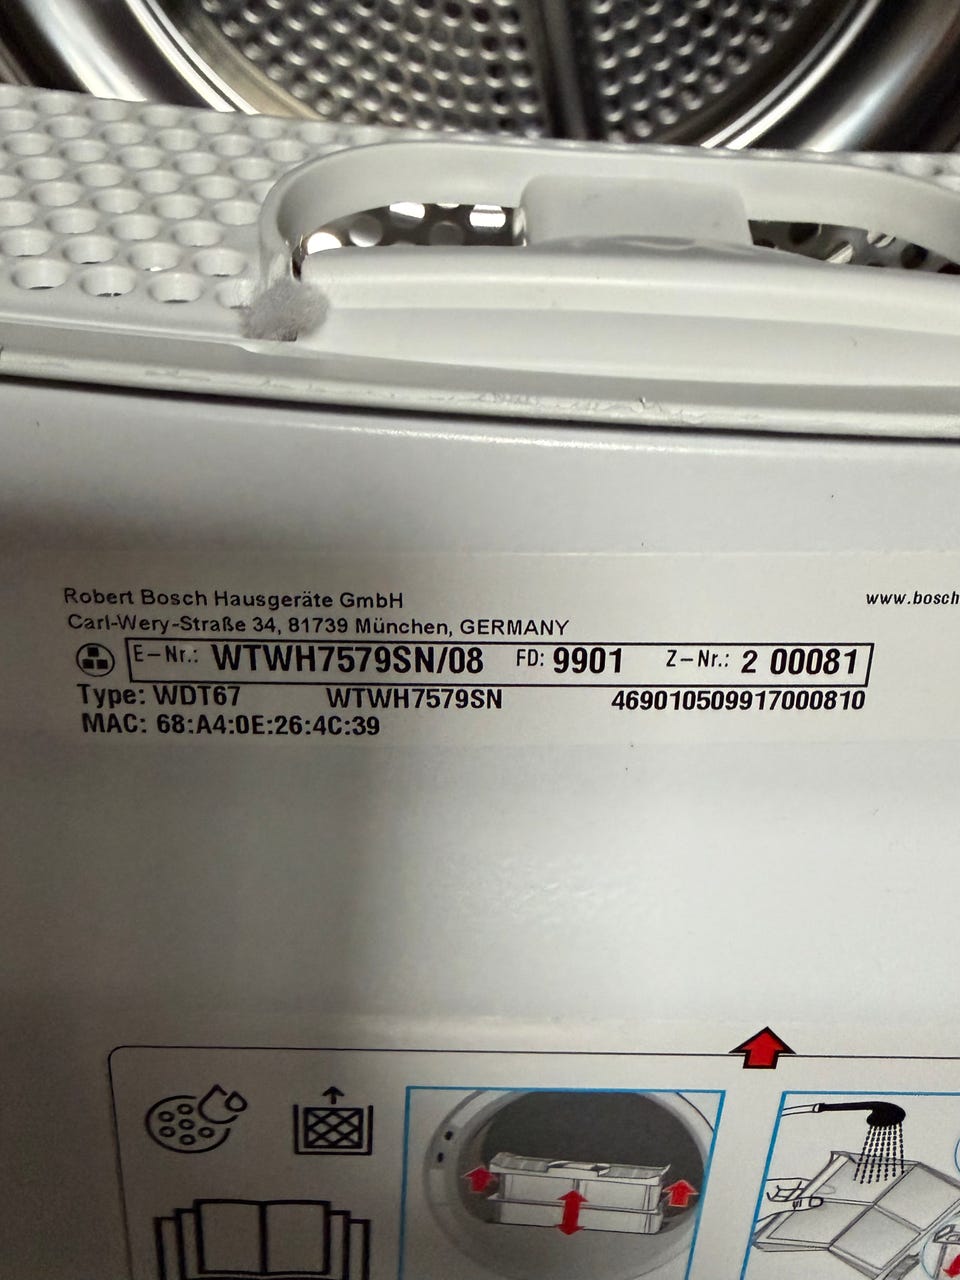 Robert Bosch Hausgeräte GmbH
www.bosch
Carl-Wery-Straße 34, 81739 München, GERMANY
E-Nr.: WTWH7579SN/08 FD: 9901 Z-Nr.: 2 00081
Type: WDT67 WTWH7579SN 469010509917000810
MAC: 68:A4:0E:26:4C:39